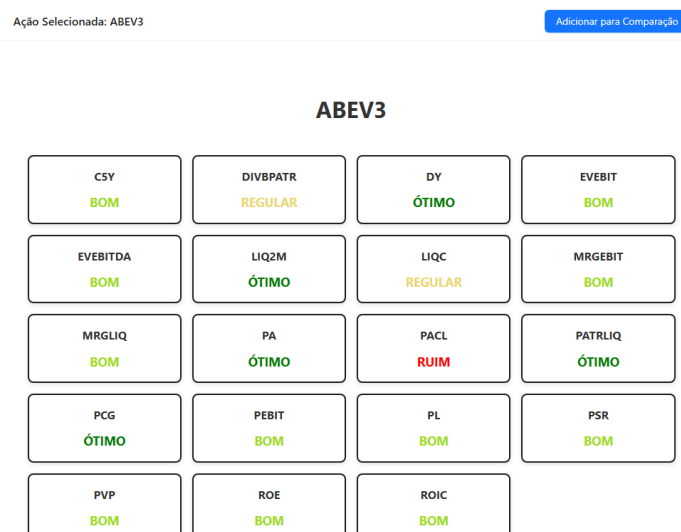 Ação Selecionada: ABEV3
Adicionar para Comparação
ABEV3
C5Y
BOM
DIVBPATR
REGULAR
DY
ÓTIMO
EVEBIT
BOM
EVEBITDA
BOM
LIQ2M
ÓTIMO
LIQC
REGULAR
MRGEBIT
BOM
MRGLIQ
BOM
PA
ÓTIMO
PACL
RUIM
PATRLIQ
ÓTIMO
PCG
ÓTIMO
PEBIT
BOM
PL
BOM
PSR
BOM
PVP
BOM
ROE
BOM
ROIC
BOM